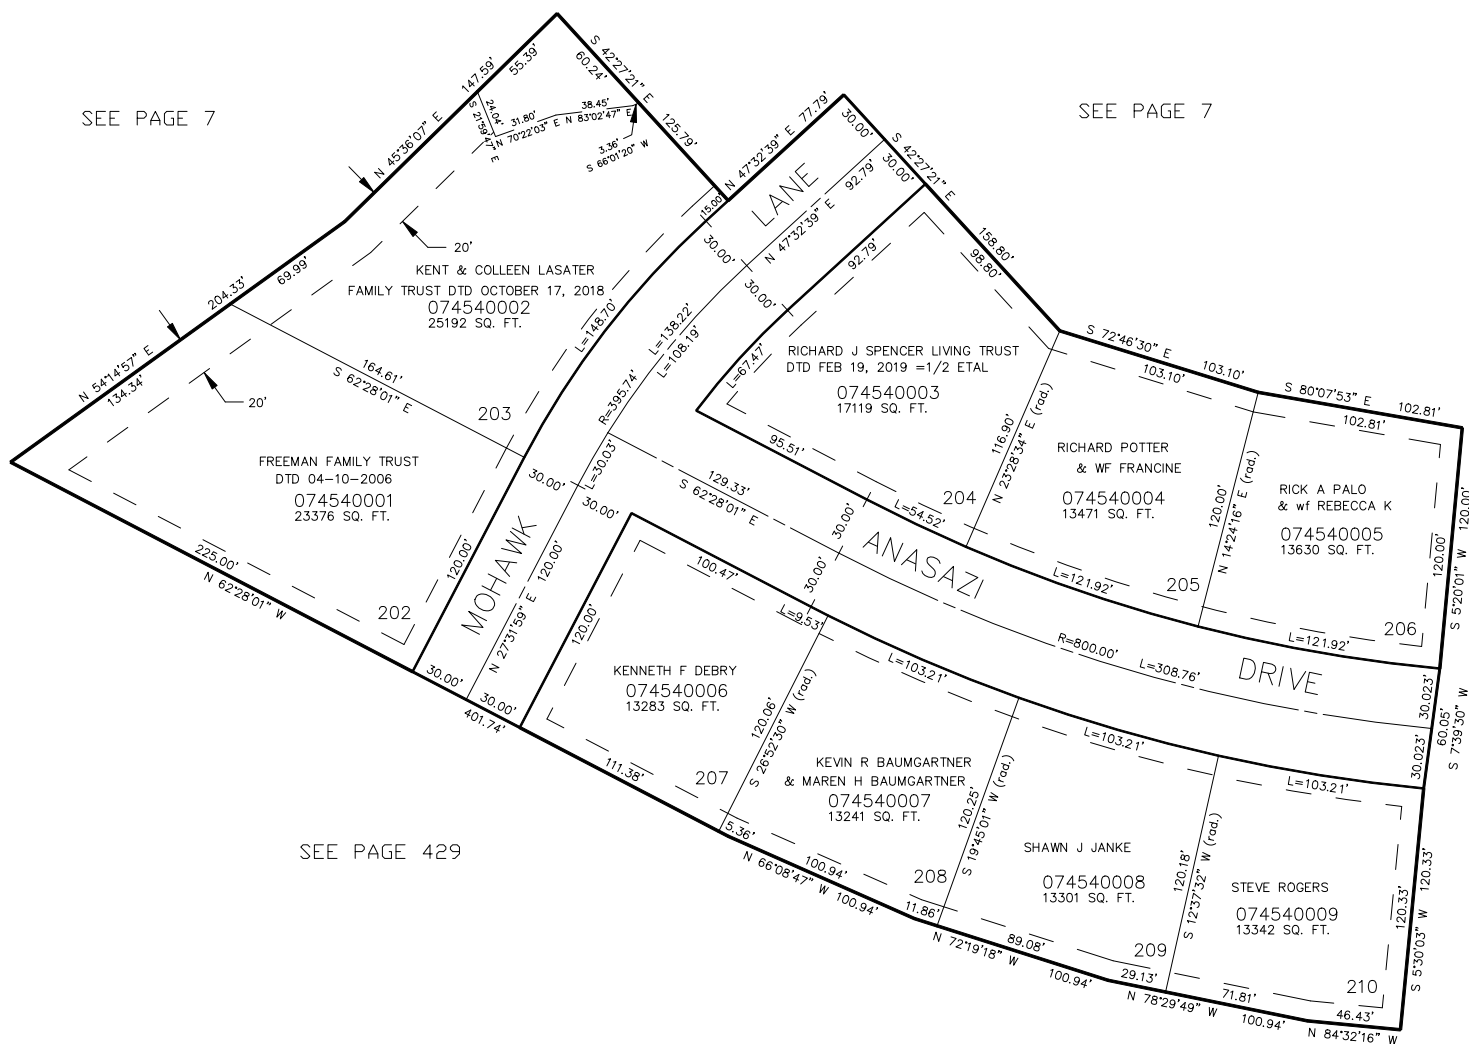 SEE PAGE 7
SEE PAGE 7
SEE PAGE 429
N 45°36'07" E
147.59'
55.39'
S 42°27'21" E
60.24'
125.79'
24.04'
S 21°59'47" E
31.80'
N 70°22'03" E
38.45'
N 83°02'47" E
3.36'
S 66°01'20" W
N 47°32'39" E 77.79'
30.00'
S 42°27'21" E
30.00'
158.80'
98.80'
LANE
92.79'
N 47°32'39" E
92.79'
15.00'
30.00'
30.00'
20'
204.33'
69.99'
N 54°14'57" E
134.34'
20'
KENT & COLLEEN LASATER
FAMILY TRUST DTD OCTOBER 17, 2018
074540002
25192 SQ. FT.
L=148.70'
164.61'
S 62°28'01" E
203
L=138.22'
L=108.19'
R=395.74'
L=30.03'
L=67.47'
FREEMAN FAMILY TRUST
DTD 04-10-2006
074540001
23376 SQ. FT.
225.00'
N 62°28'01" W
202
120.00'
30.00'
30.00'
MOHAWK
N 27°31'59" E 120.00'
30.00'
30.00'
401.74'
RICHARD J SPENCER LIVING TRUST
DTD FEB 19, 2019 =1/2 ETAL
074540003
17119 SQ. FT.
95.51'
L=54.52'
204
116.90'
N 23°28'34" E (rad.)
S 72°46'30" E 103.10'
103.10'
RICHARD POTTER
& WF FRANCINE
074540004
13471 SQ. FT.
L=121.92'
205
120.00'
N 14°24'16" E (rad.)
S 80°07'53" E 102.81'
102.81'
RICK A PALO
& wf REBECCA K
074540005
13630 SQ. FT.
206
L=121.92'
120.00'
S 5°20'01" W 120.00'
129.33'
S 62°28'01" E
30.00'
30.00'
ANASAZI
DRIVE
R=800.00' L=308.76'
30.023'
30.023'
60.05'
S 7°39'30" W
100.47'
L=9.53'
120.00'
KENNETH F DEBRY
074540006
13283 SQ. FT.
111.38'
207
120.06'
S 26°52'30" W (rad.)
L=103.21'
KEVIN R BAUMGARTNER
& MAREN H BAUMGARTNER
074540007
13241 SQ. FT.
5.36'
100.94'
N 66°08'47" W 100.94'
208
120.25'
S 19°45'01" W (rad.)
L=103.21'
SHAWN J JANKE
074540008
13301 SQ. FT.
11.86'
89.08'
N 72°19'18" W 100.94'
209
120.18'
S 12°37'32" W (rad.)
L=103.21'
STEVE ROGERS
074540009
13342 SQ. FT.
29.13'
71.81'
N 78°29'49" W 100.94'
210
46.43'
N 84°32'16" W
120.33'
S 5°30'03" W 120.33'